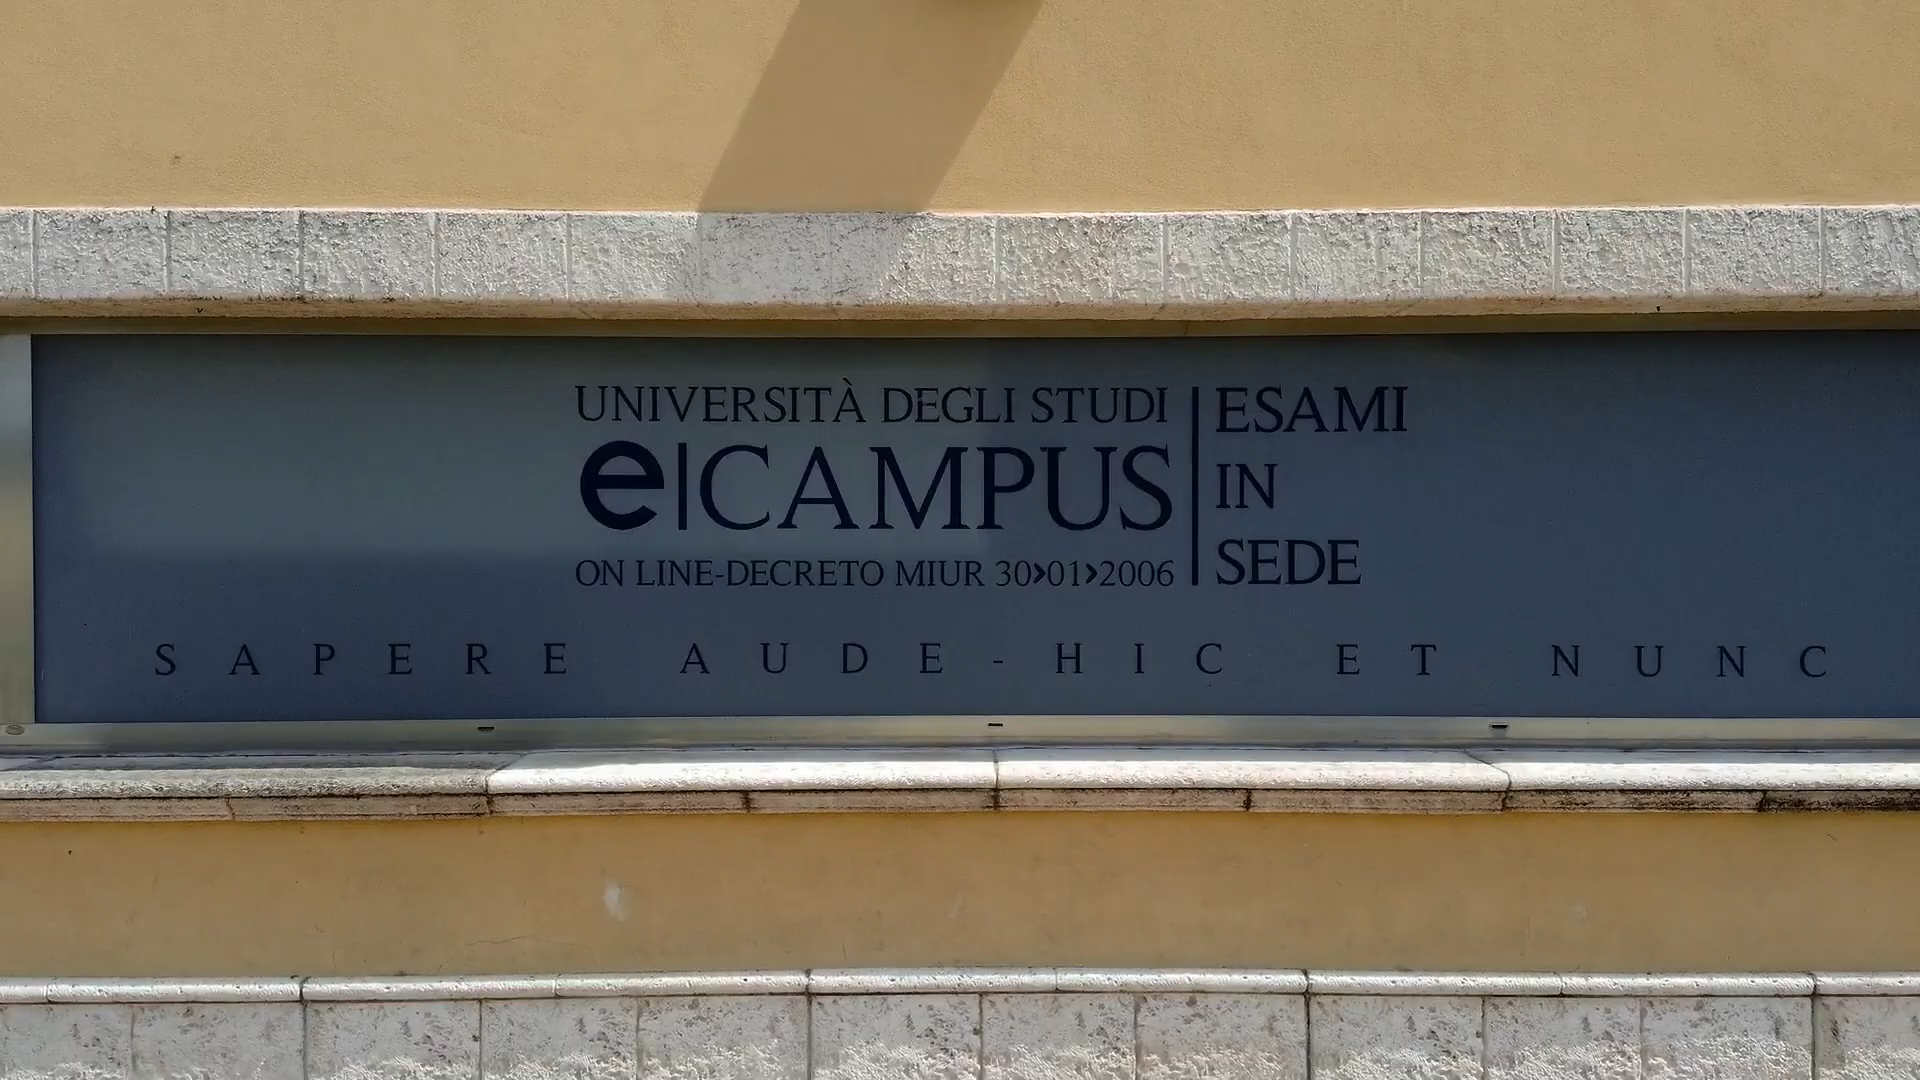 UNIVERSITÀ DEGLI STUDI
e|CAMPUS
ON LINE-DECRETO MIUR 30›01›2006
ESAMI
IN
SEDE
SAPERE AUDE-HIC ET NUNC